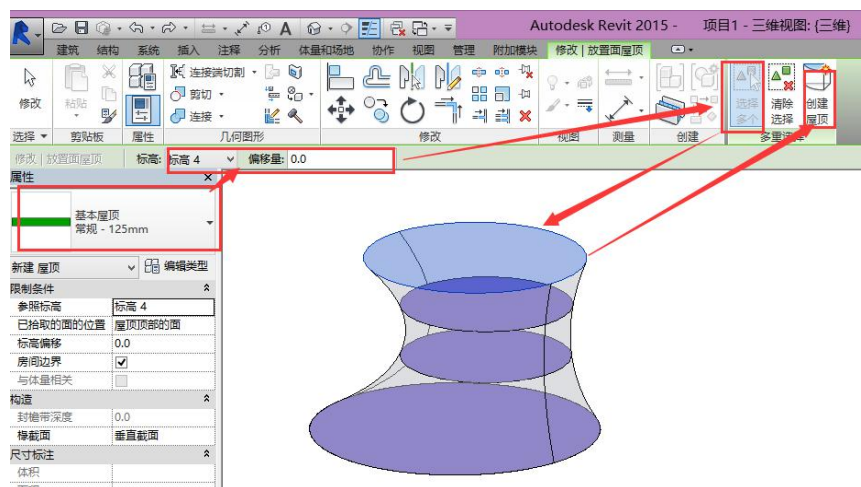 Autodesk Revit 2015 - 项目1 - 三维视图: {三维}
建筑 结构 系统 插入 注释 分析 体量和场地 协作 视图 管理 附加模块 修改 | 放置面屋顶
修改 粘贴 连接端切割 剪切 连接 选择多个 清除选择 创建屋顶
选择 剪贴板 属性 几何图形 修改 视图 测量 创建 多重选择
修改 | 放置面屋顶 标高: 标高 4 偏移量: 0.0
属性
基本屋顶
常规 - 125mm
新建 屋顶 编辑类型
限制条件
参照标高 标高 4
已拾取的面的位置 屋顶顶部的面
标高偏移 0.0
房间边界
与体量相关
构造
封檐带深度 0.0
椽截面 垂直截面
尺寸标注
体积